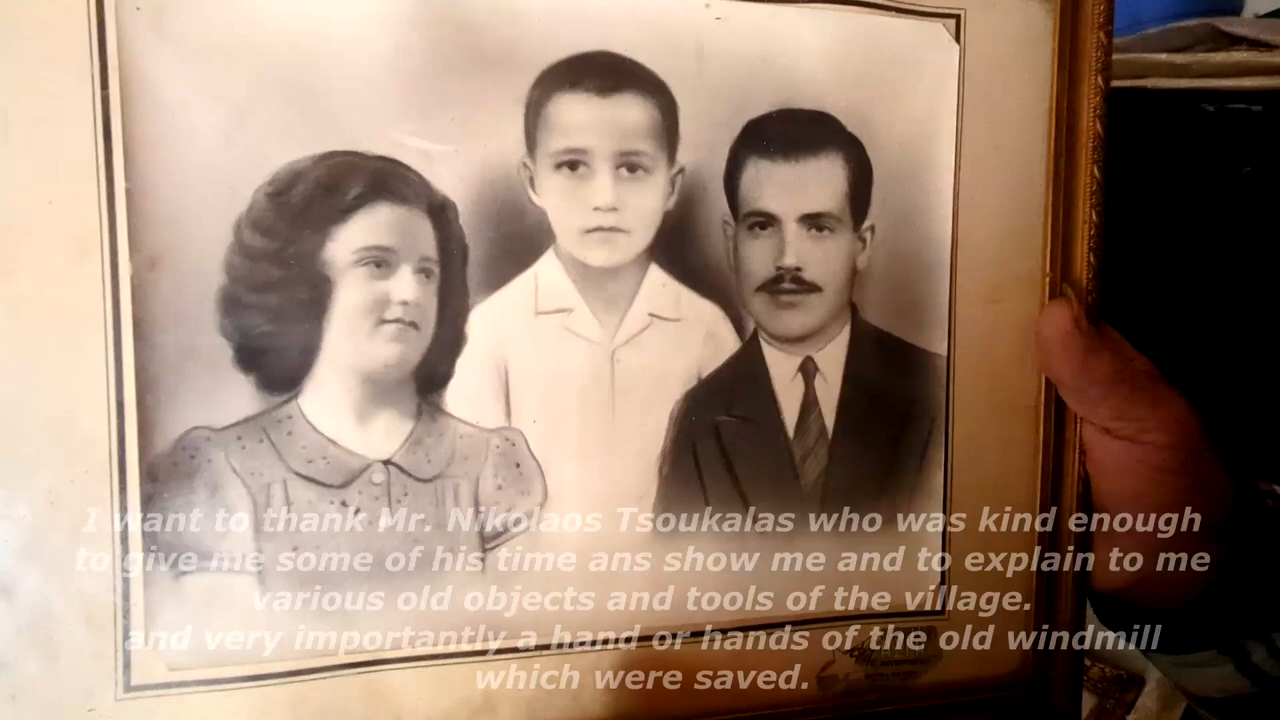 I want to thank Mr. Nikolaos Tsoukalas who was kind enough
to give me some of his time ans show me and to explain to me
various old objects and tools of the village.
and very importantly a hand or hands of the old windmill
which were saved.